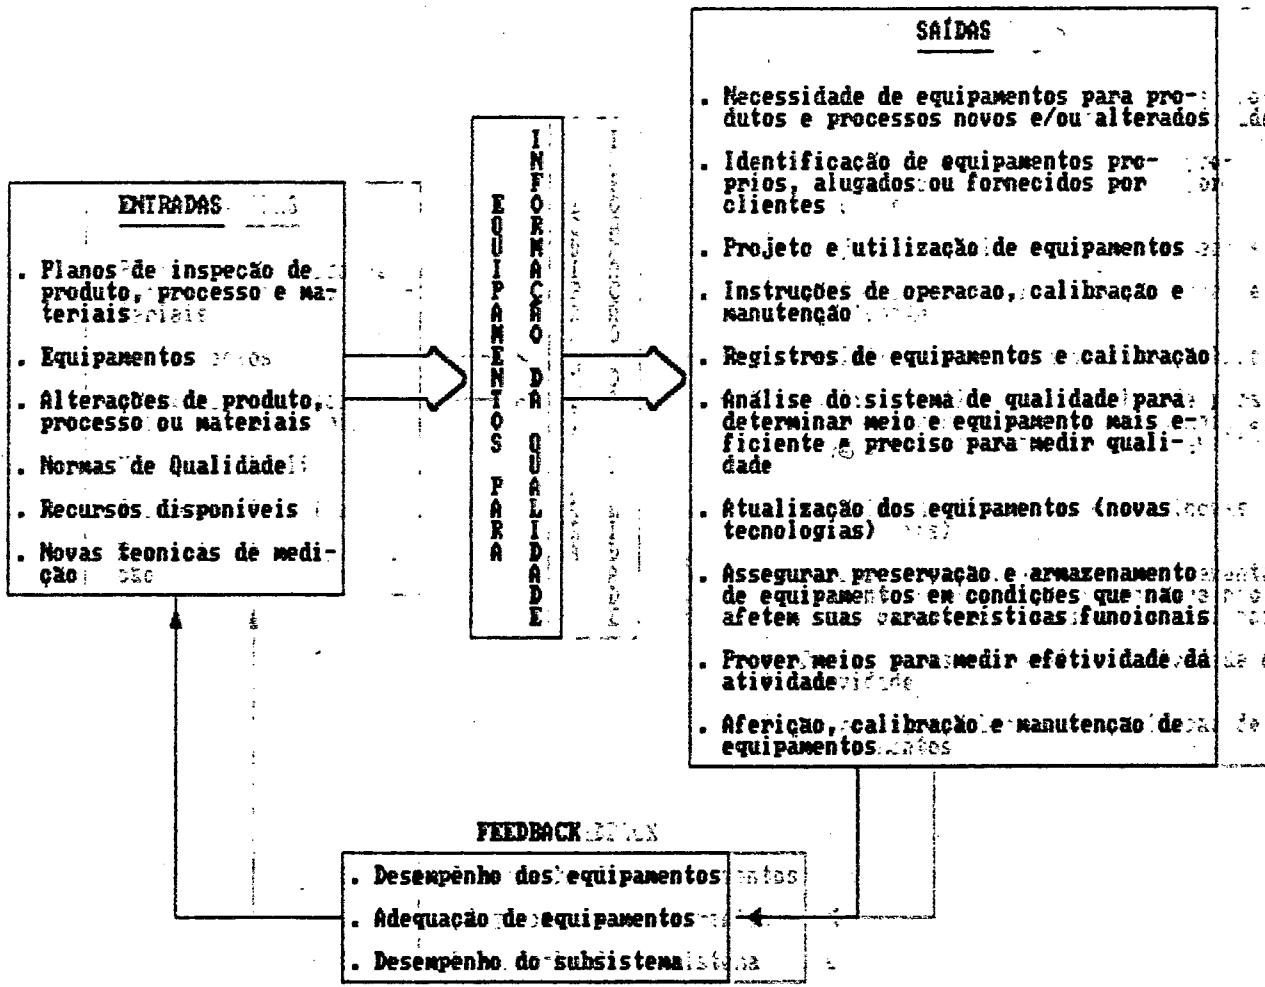 ENTRADAS
. Planos de inspeção de
produto, processo e ma-
teriais
. Equipamentos
. Alterações de produto,
processo ou materiais
. Normas de Qualidade
. Recursos disponíveis
. Novas teonicas de medi-
ção
EQUIPAMENTOS PARA
INFORMAÇÃO DA QUALIDADE
SAÍDAS
. Necessidade de equipamentos para pro-
dutos e processos novos e/ou alterados
. Identificação de equipamentos pro-
prios, alugados ou fornecidos por
clientes
. Projeto e utilização de equipamentos
. Instruções de operacao, calibração e
manutenção
. Registros de equipamentos e calibração
. Análise do sistema de qualidade para
determinar meio e equipamento mais e-
ficiente e preciso para medir quali-
dade
. Atualização dos equipamentos (novas
tecnologias)
. Assegurar preservação e armazenamento
de equipamentos em condições que não
afetem suas características funoionais
. Prover meios para medir efetividade da
atividade
. Aferição, calibração e manutenção de
equipamentos
FEEDBACK
. Desempenho dos equipamentos
. Adequação de equipamentos
. Desempenho do subsistema